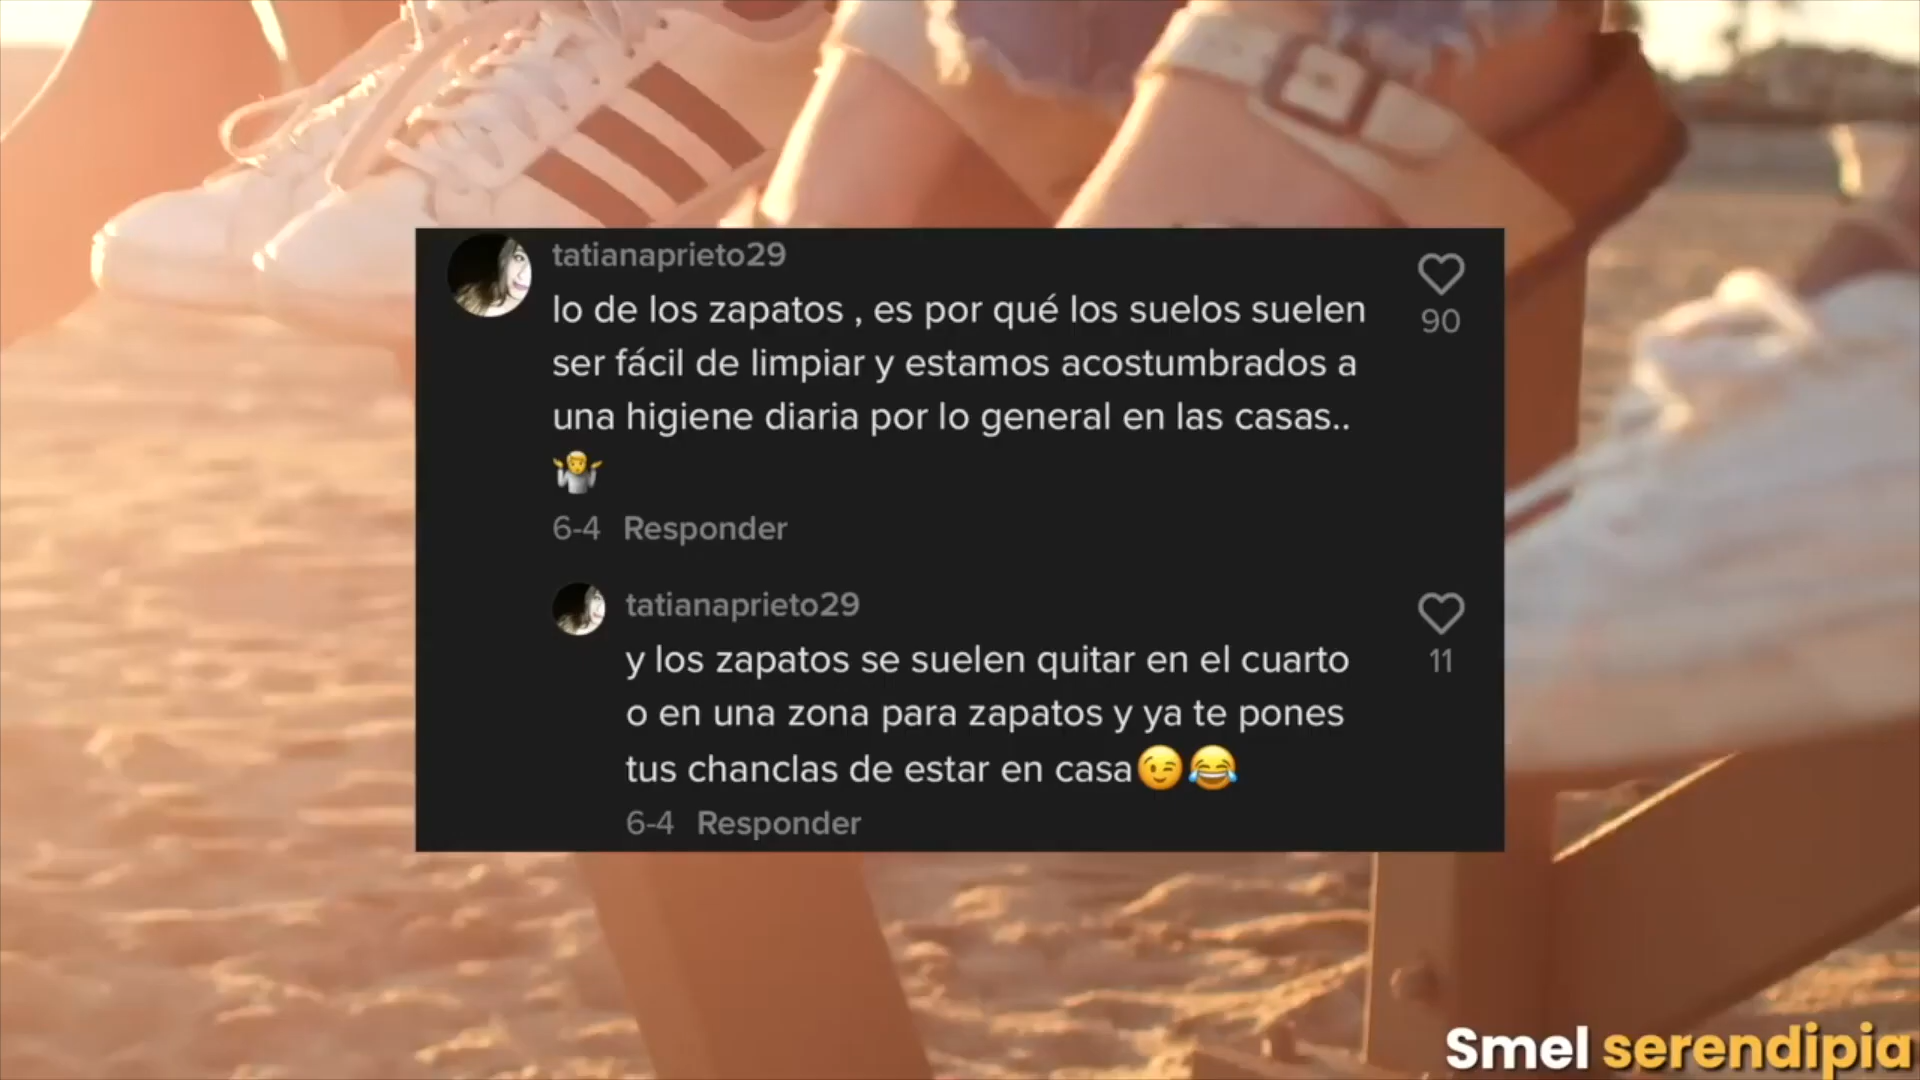 tatianaprieto29
lo de los zapatos , es por qué los suelos suelen
ser fácil de limpiar y estamos acostumbrados a
una higiene diaria por lo general en las casas..
🤷‍♂️
90
6-4 Responder
tatianaprieto29
y los zapatos se suelen quitar en el cuarto
o en una zona para zapatos y ya te pones
tus chanclas de estar en casa😉😂
11
6-4 Responder
Smel serendipia